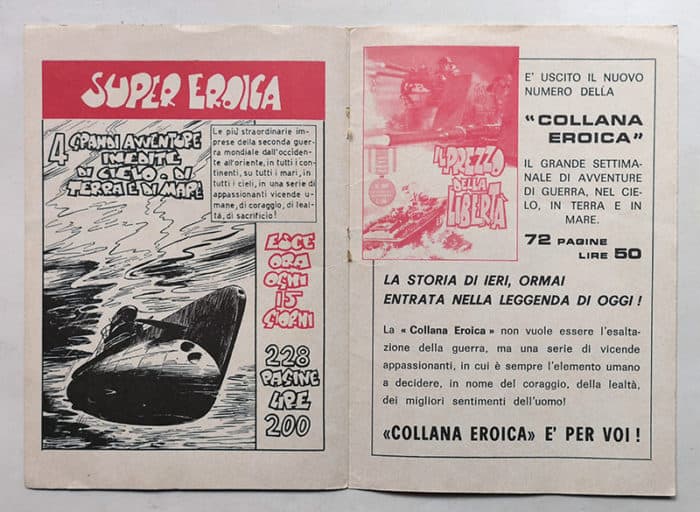 SUPER EROICA
4 GRANDI AVVENTURE
INEDITE
DI CIELO, DI
TERRA E DI MARE
Le più straordinarie im-
prese della seconda guer-
ra mondiale dall'occidente
all'oriente, in tutti i con-
tinenti, su tutti i mari, in
tutti i cieli, in una serie di
appassionanti vicende u-
mane, di coraggio, di leal-
tà, di sacrificio!
ESCE
ORA
OGNI
15
GIORNI
228
PAGINE
LIRE
200
IL PREZZO
DELLA
LIBERTÀ
E' USCITO IL NUOVO
NUMERO DELLA
“COLLANA
EROICA”
IL GRANDE SETTIMA-
NALE DI AVVENTURE
DI GUERRA, NEL CIE-
LO, IN TERRA E IN
MARE.
72 PAGINE
LIRE 50
LA STORIA DI IERI, ORMAI
ENTRATA NELLA LEGGENDA DI OGGI !
La « Collana Eroica » non vuole essere l'esalta-
zione della guerra, ma una serie di vicende
appassionanti, in cui è sempre l'elemento umano
a decidere, in nome del coraggio, della lealtà,
dei migliori sentimenti dell'uomo!
«COLLANA EROICA» E' PER VOI !